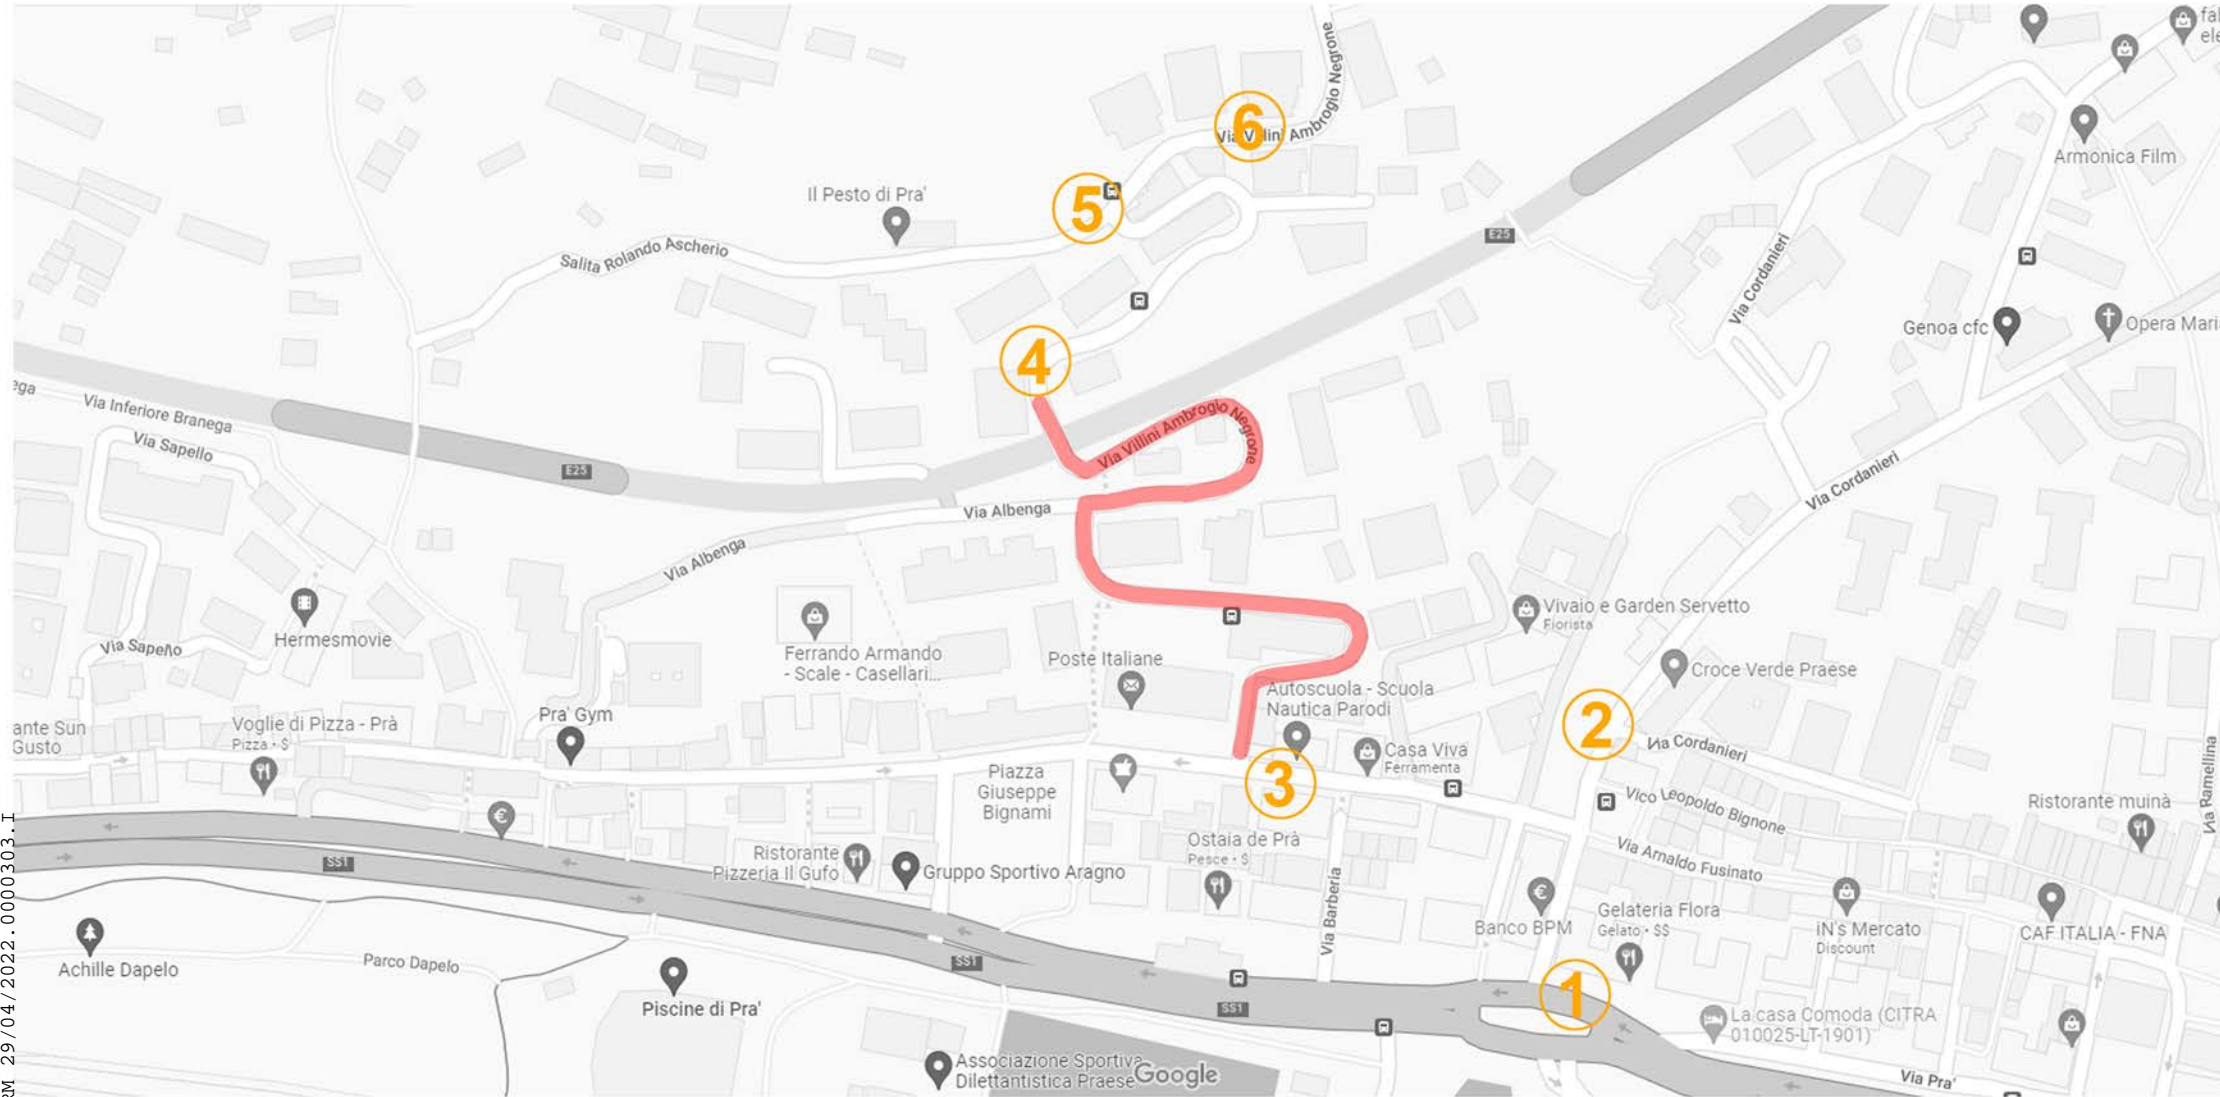 Via Villini Ambrogio Negrone
6
Via Villini Ambrogio Negrone
5
Il Pesto di Pra'
Salita Rolando Ascherio
Armonica Film
E25
Via Cordanieri
Genoa cfc
Opera Mari
4
Via Inferiore Branega
Via Sapello
E25
Via Villini Ambrogio Negrone
Via Cordanieri
Via Albenga
Via Albenga
Hermesmovie
Via Sapello
Ferrando Armando
- Scale - Casellari...
Poste Italiane
Vivaio e Garden Servetto
Fiorista
Croce Verde Praese
Autoscuola - Scuola
Nautica Parodi
2
Via Cordanieri
ante Sun
Gusto
Voglie di Pizza - Prà
Pizza · $
Pra' Gym
Casa Viva
Ferramenta
3
Piazza
Giuseppe
Bignami
Vico Leopoldo Bignone
Ristorante muinà
Via Ramellina
Ostaia de Prà
Pesce · $
Via Arnaldo Fusinato
SS1
Ristorante
Pizzeria Il Gufo
Gruppo Sportivo Aragno
Via Barberia
Banco BPM
Gelateria Flora
Gelato · $$
iN's Mercato
Discount
CAF ITALIA - FNA
Achille Dapelo
Parco Dapelo
SS1
Piscine di Pra'
SS1
1
La casa Comoda (CITRA
010025-LT-1901)
Associazione Sportiva
Dilettantistica Praese
Google
Via Pra'
29/04/2022.0000303.I